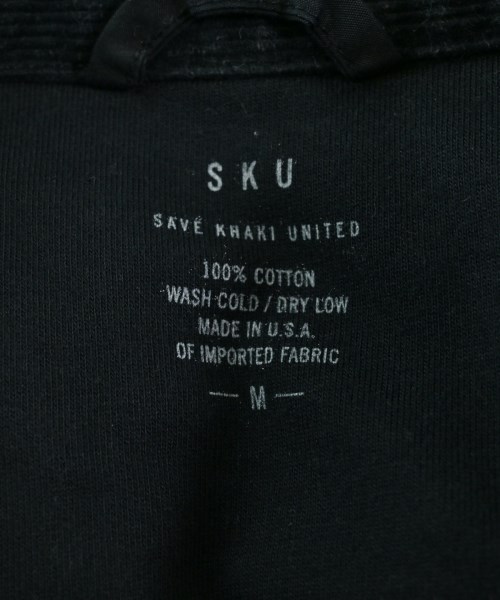 SKU
SAVE KHAKI UNITED
100% COTTON
WASH COLD / DRY LOW
MADE IN U.S.A.
OF IMPORTED FABRIC
— M —